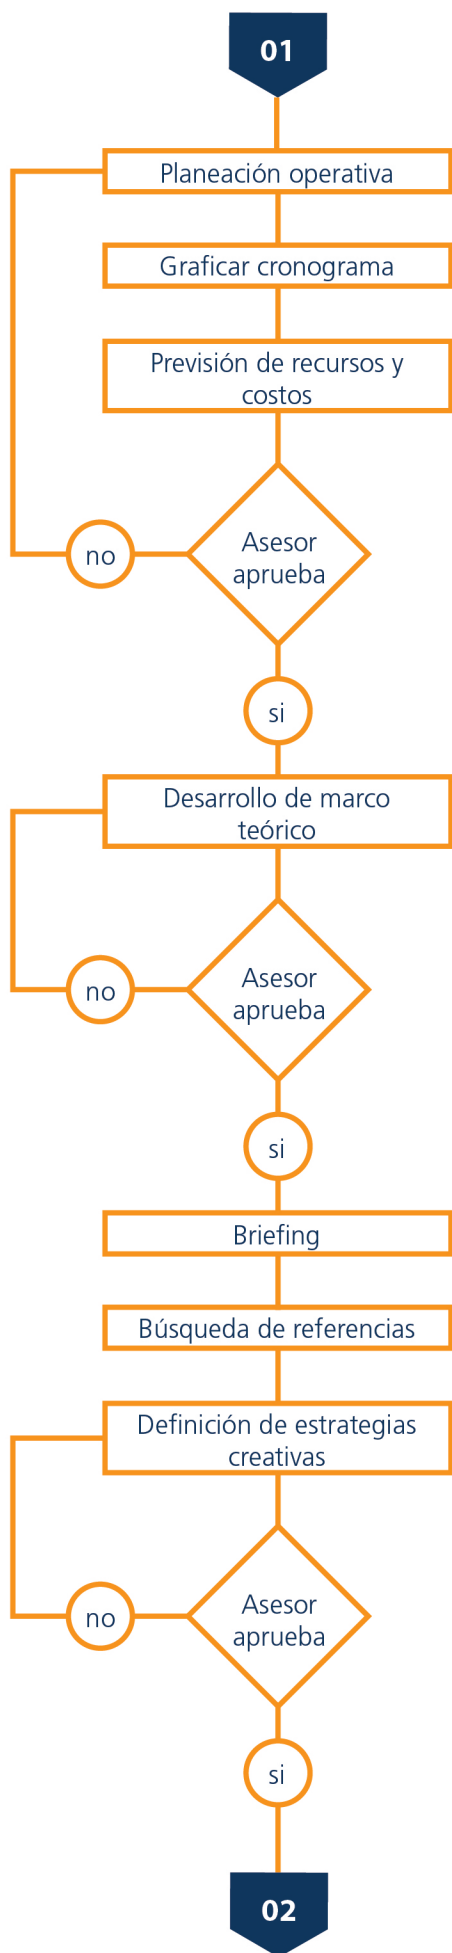 01
Planeación operativa
Graficar cronograma
Previsión de recursos y
costos
Asesor
aprueba
no
si
Desarrollo de marco
teórico
Asesor
aprueba
no
si
Briefing
Búsqueda de referencias
Definición de estrategias
creativas
Asesor
aprueba
no
si
02